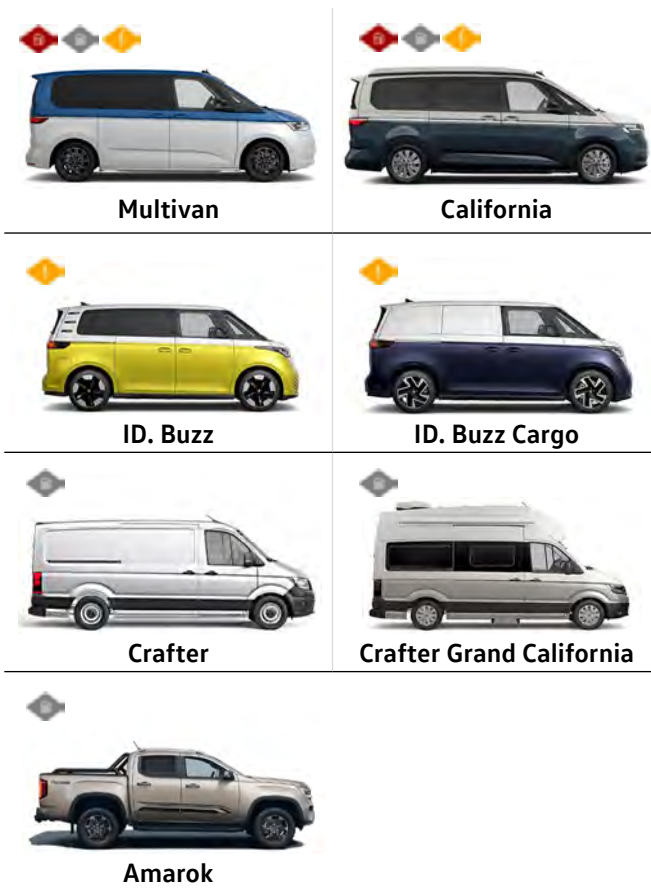 Multivan
California
ID. Buzz
ID. Buzz Cargo
Crafter
Crafter Grand California
Amarok